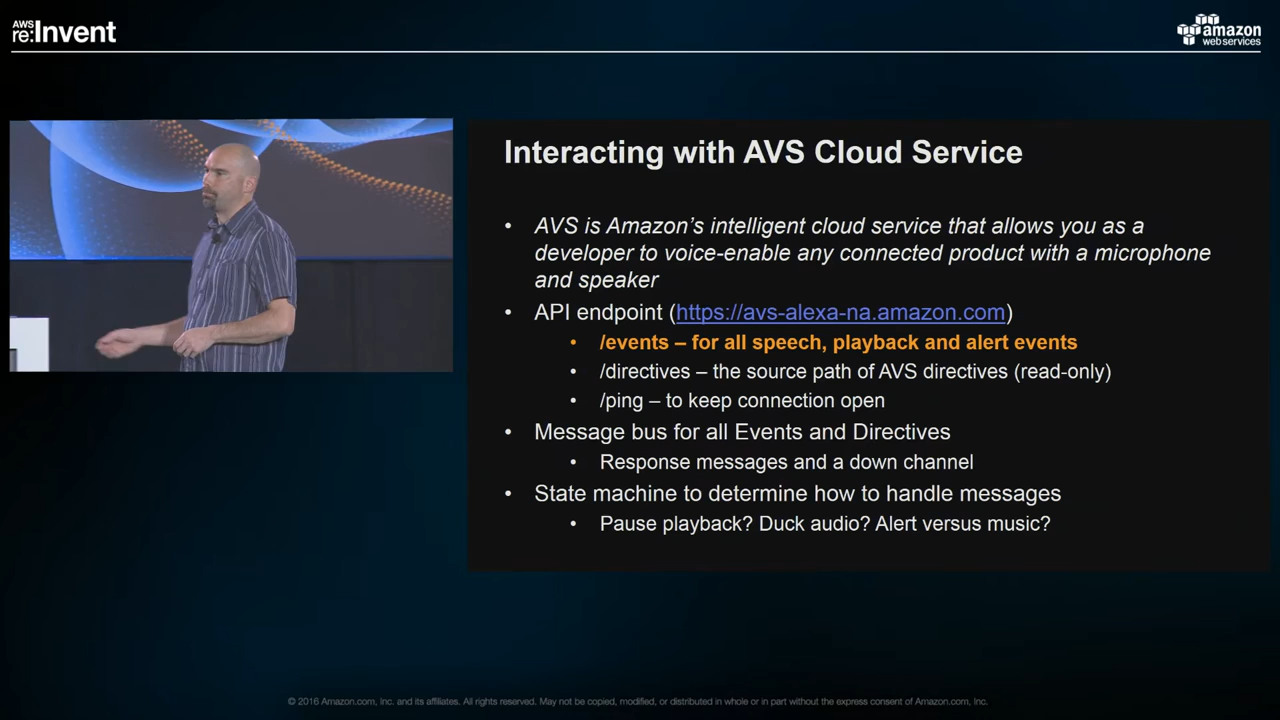 AWS
re:Invent
amazon
web services
Interacting with AVS Cloud Service
• AVS is Amazon's intelligent cloud service that allows you as a
developer to voice-enable any connected product with a microphone
and speaker
• API endpoint (https://avs-alexa-na.amazon.com)
• /events – for all speech, playback and alert events
• /directives – the source path of AVS directives (read-only)
• /ping – to keep connection open
• Message bus for all Events and Directives
• Response messages and a down channel
• State machine to determine how to handle messages
• Pause playback? Duck audio? Alert versus music?
© 2016 Amazon.com, Inc. and its affiliates. All rights reserved. May not be copied, modified, or distributed in whole or in part without the express consent of Amazon.com, Inc.